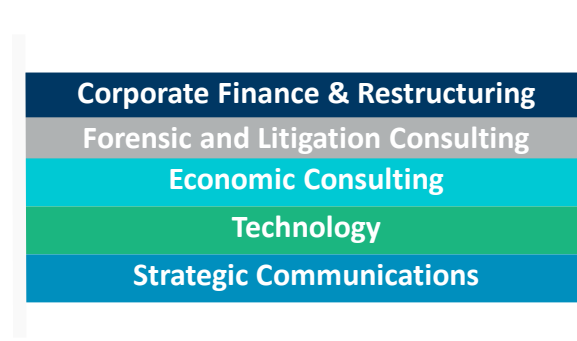 Corporate Finance & Restructuring
Forensic and Litigation Consulting
Economic Consulting
Technology
Strategic Communications